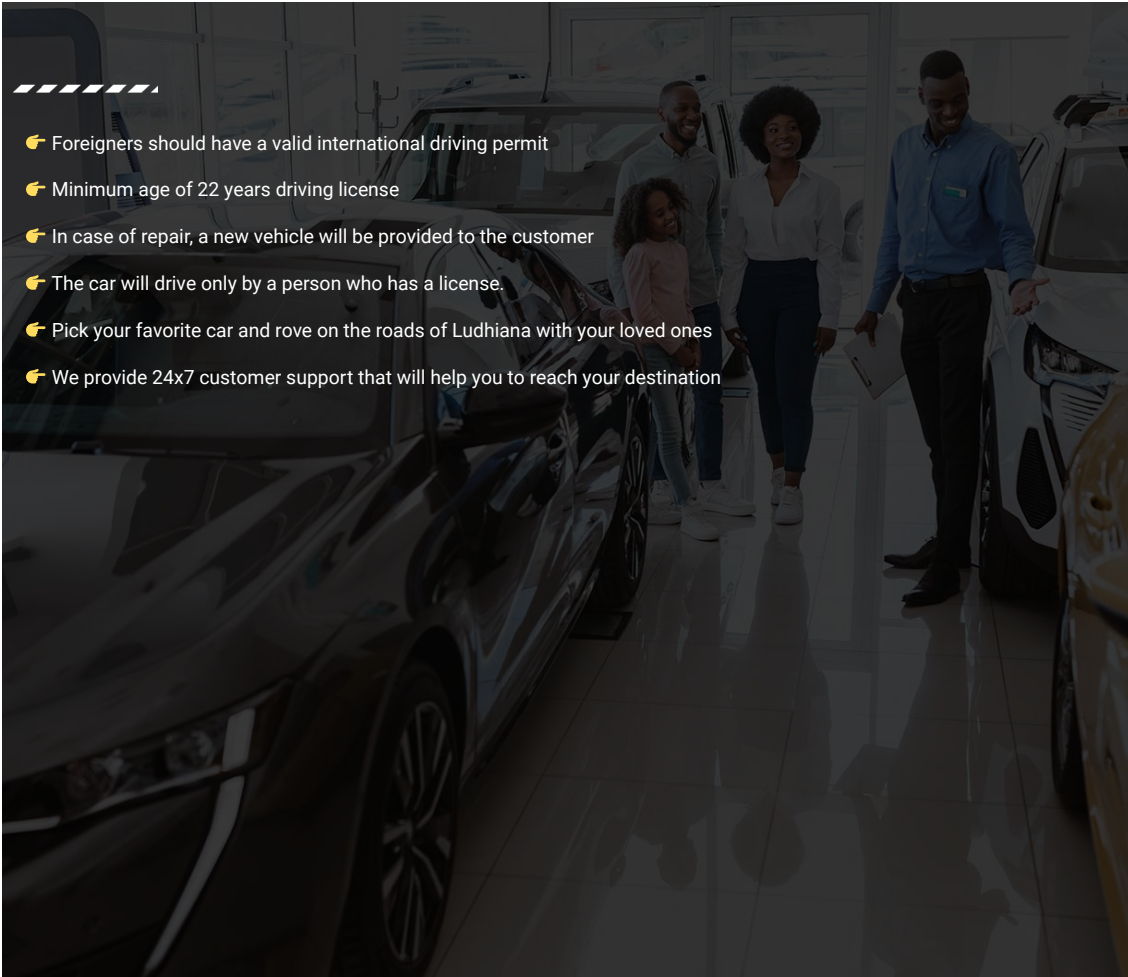 👉 Foreigners should have a valid international driving permit
👉 Minimum age of 22 years driving license
👉 In case of repair, a new vehicle will be provided to the customer
👉 The car will drive only by a person who has a license.
👉 Pick your favorite car and rove on the roads of Ludhiana with your loved ones
👉 We provide 24x7 customer support that will help you to reach your destination